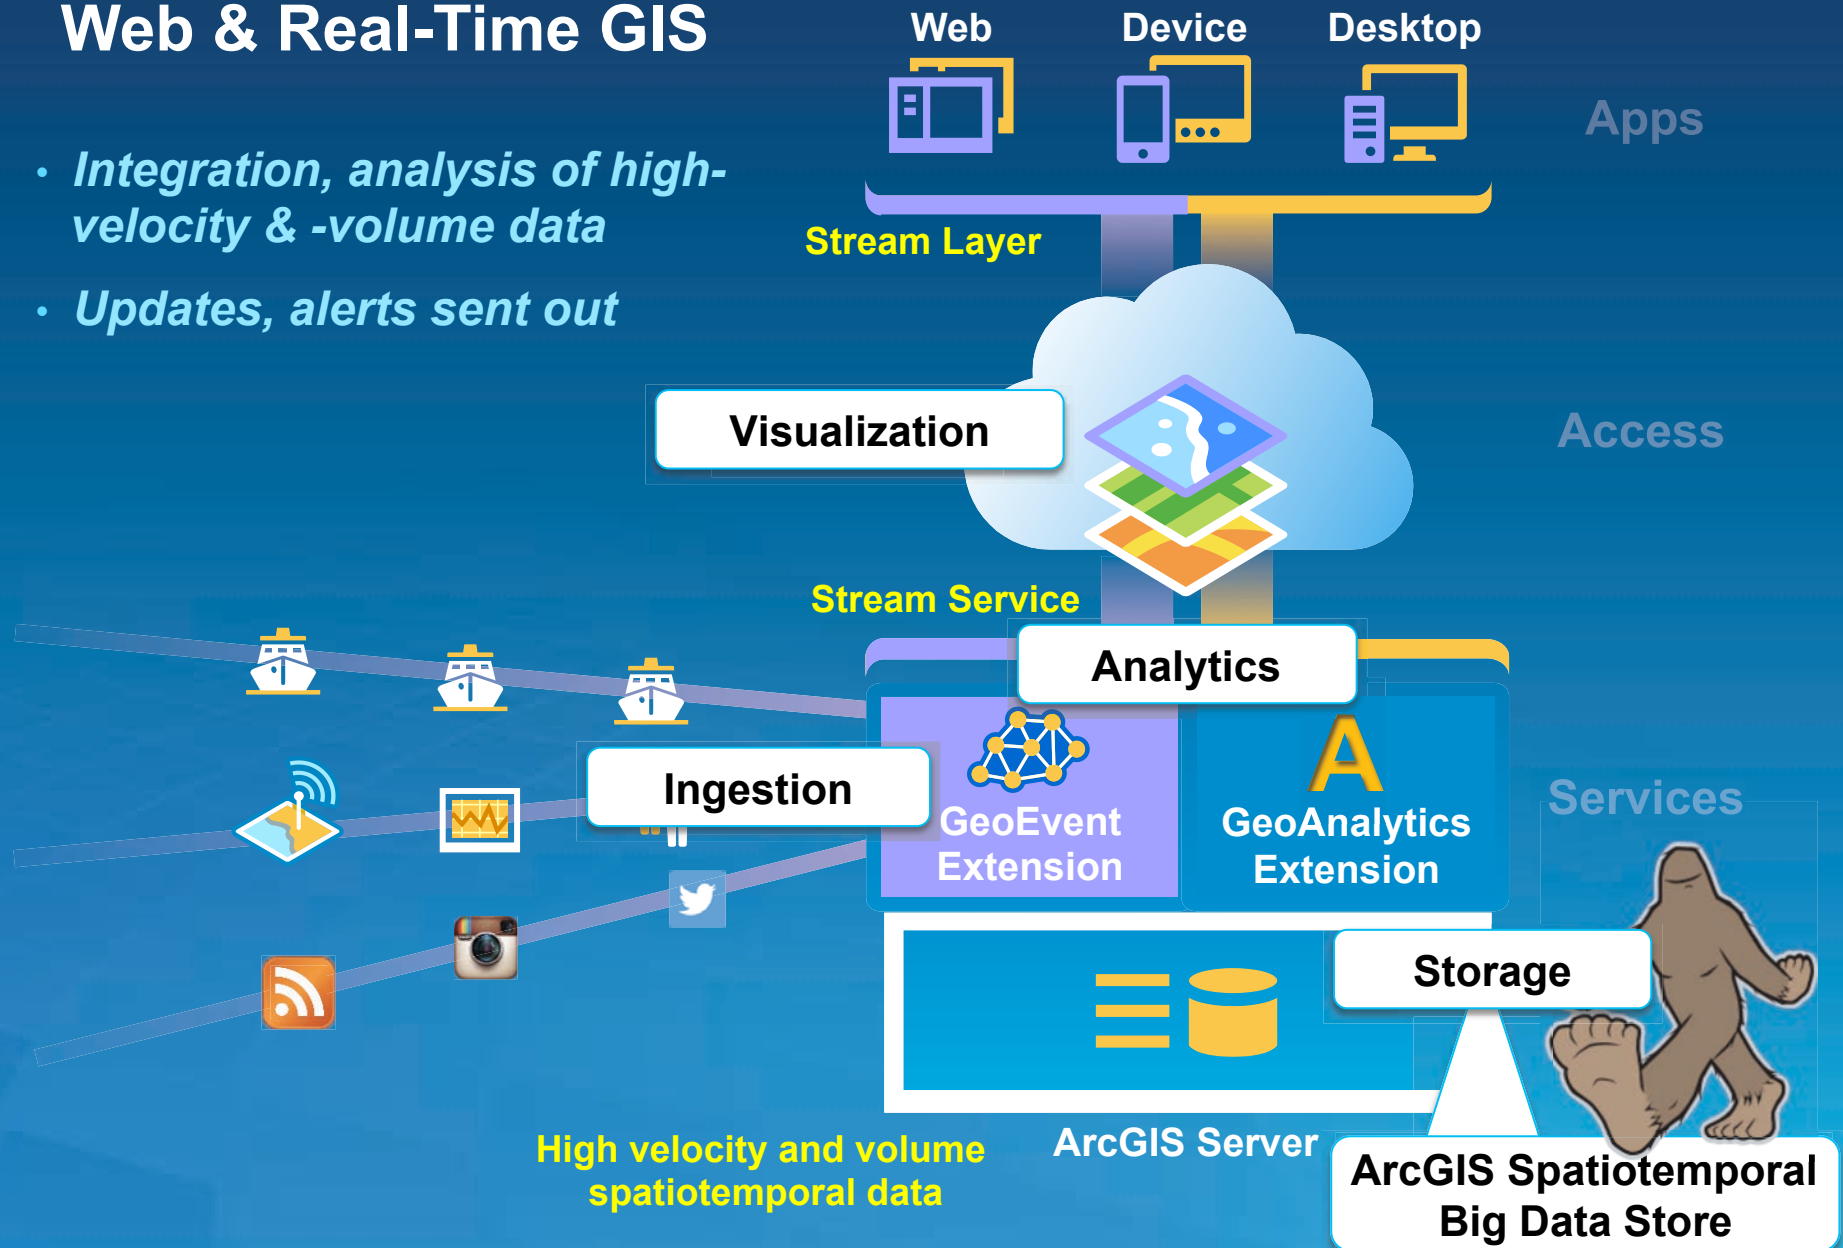 Web & Real-Time GIS
Web
Device
Desktop
Apps
• Integration, analysis of high-
velocity & -volume data
• Updates, alerts sent out
Stream Layer
Visualization
Access
Stream Service
Analytics
Ingestion
GeoEvent
Extension
A
GeoAnalytics
Extension
Services
Storage
ArcGIS Server
High velocity and volume
spatiotemporal data
ArcGIS Spatiotemporal
Big Data Store